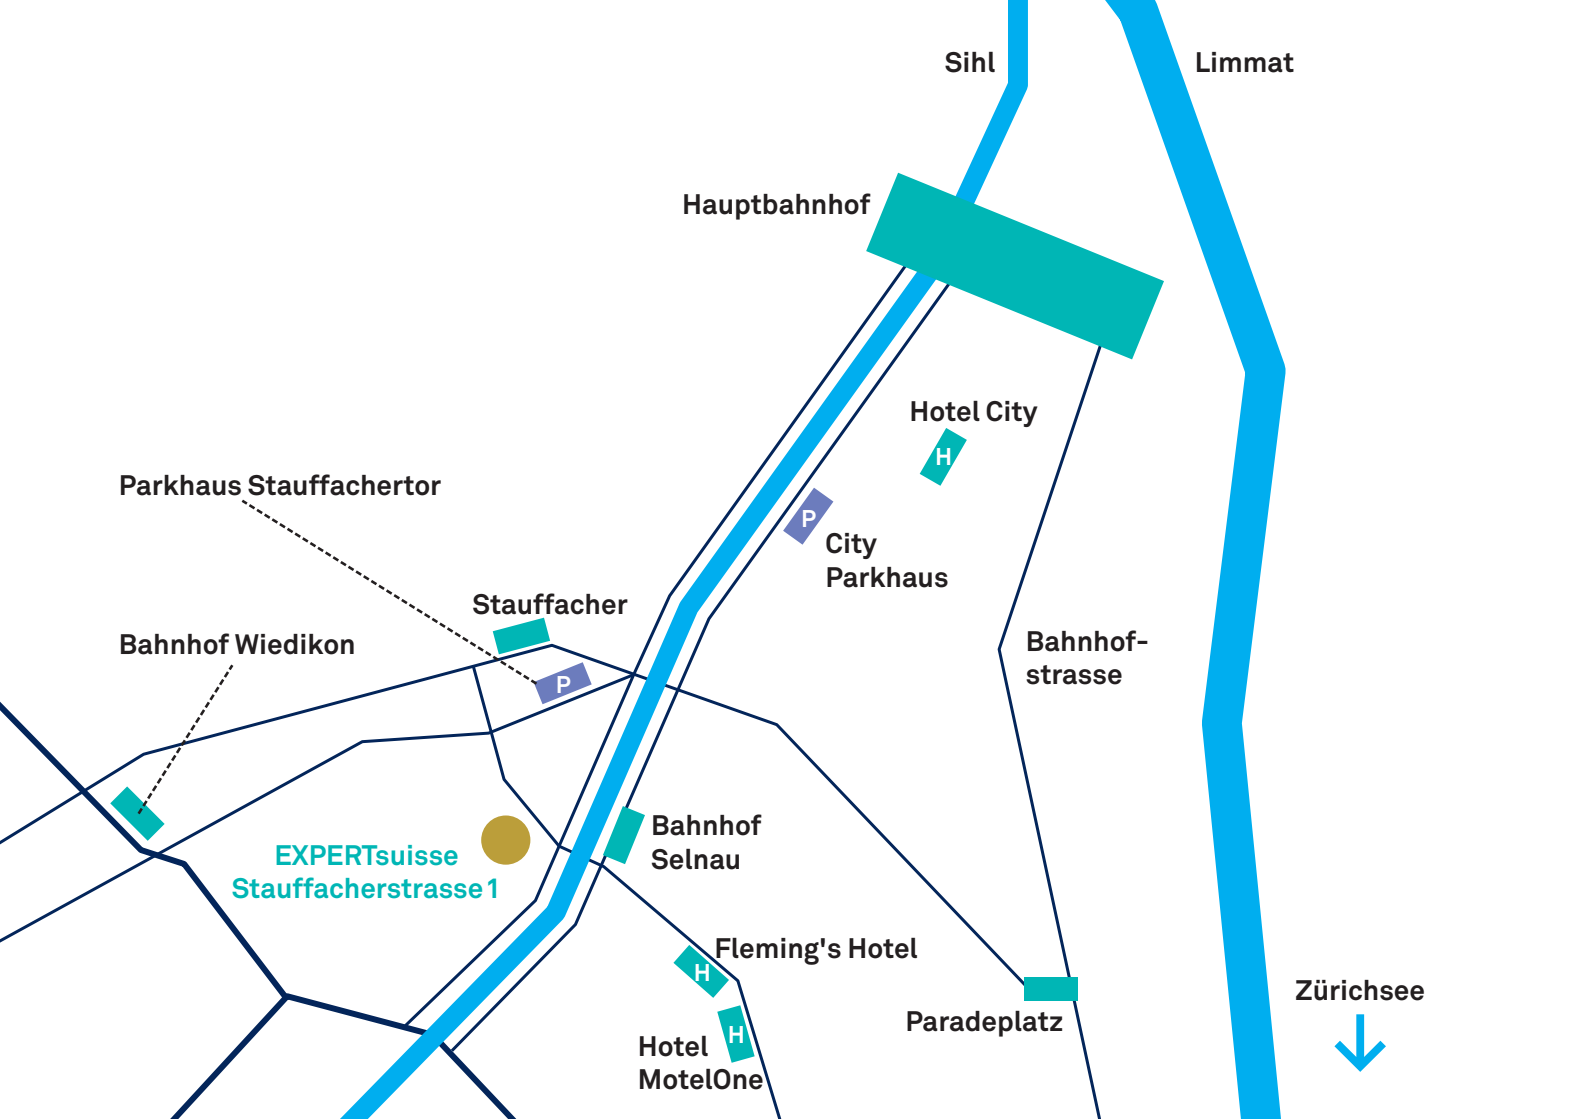 Sihl
Limmat
Hauptbahnhof
Hotel City
H
Parkhaus Stauffachertor
P
City
Parkhaus
Stauffacher
Bahnhof Wiedikon
Bahnhof-
strasse
P
Bahnhof
Selnau
EXPERTsuisse
Stauffacherstrasse 1
Fleming's Hotel
H
Zürichsee
Paradeplatz
H
Hotel
MotelOne